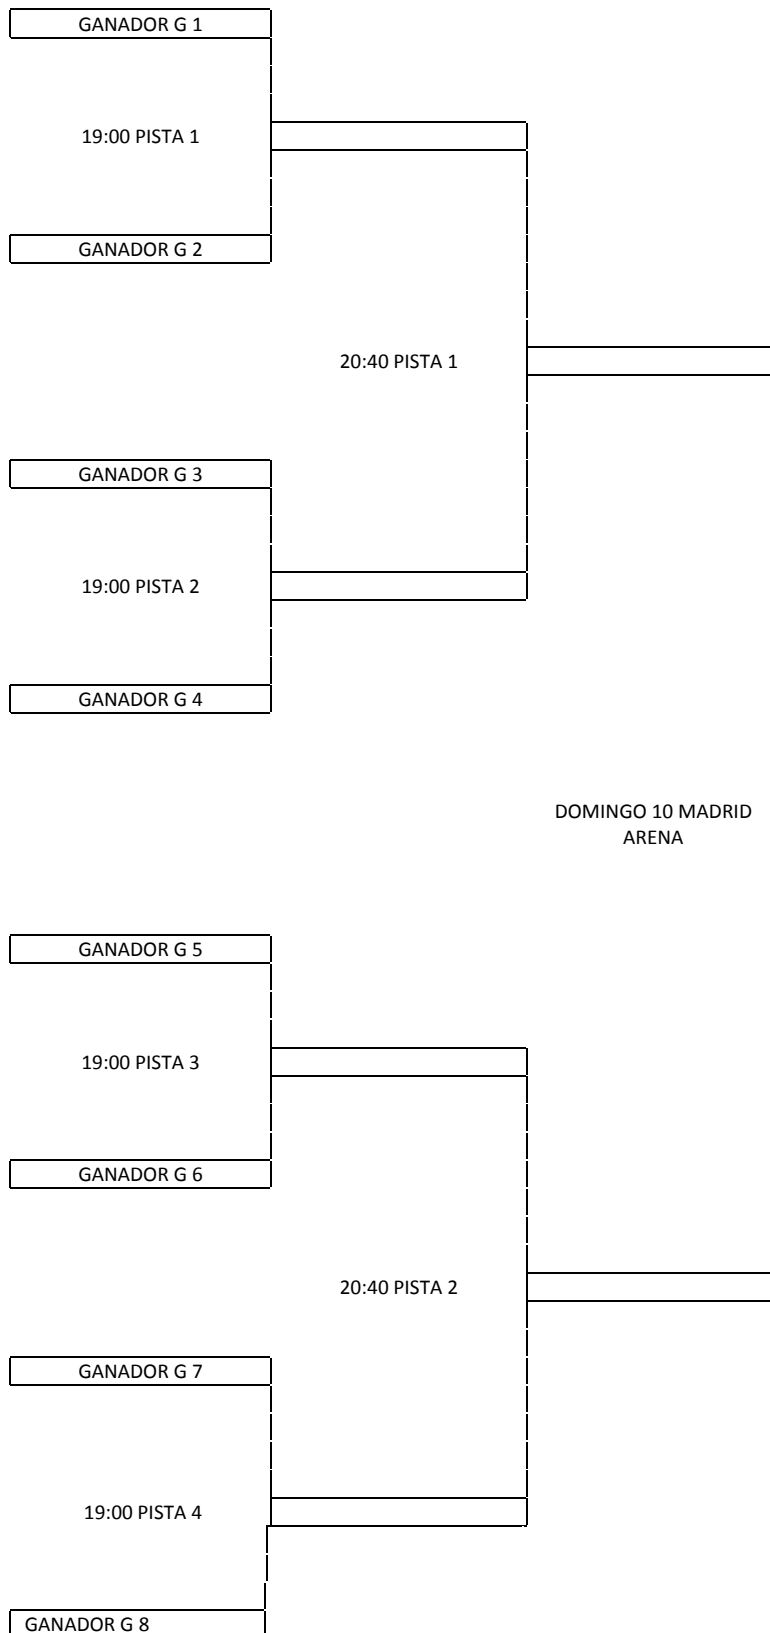 GANADOR G 1
19:00 PISTA 1
GANADOR G 2
20:40 PISTA 1
GANADOR G 3
19:00 PISTA 2
GANADOR G 4
DOMINGO 10 MADRID
ARENA
GANADOR G 5
19:00 PISTA 3
GANADOR G 6
20:40 PISTA 2
GANADOR G 7
19:00 PISTA 4
GANADOR G 8